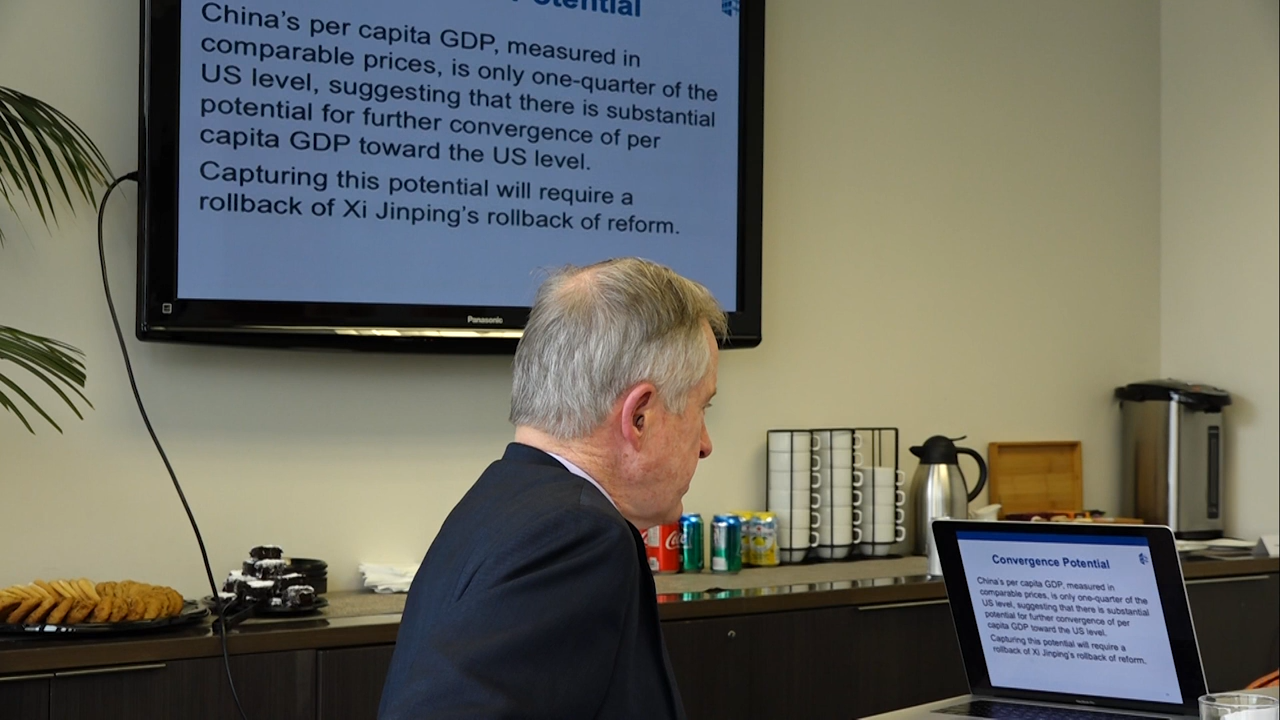 Potential
China's per capita GDP, measured in
comparable prices, is only one-quarter of the
US level, suggesting that there is substantial
potential for further convergence of per
capita GDP toward the US level.
Capturing this potential will require a
rollback of Xi Jinping's rollback of reform.
Panasonic
Convergence Potential
China's per capita GDP, measured in
comparable prices, is only one-quarter of the
US level, suggesting that there is substantial
potential for further convergence of per
capita GDP toward the US level.
Capturing this potential will require a
rollback of Xi Jinping's rollback of reform.